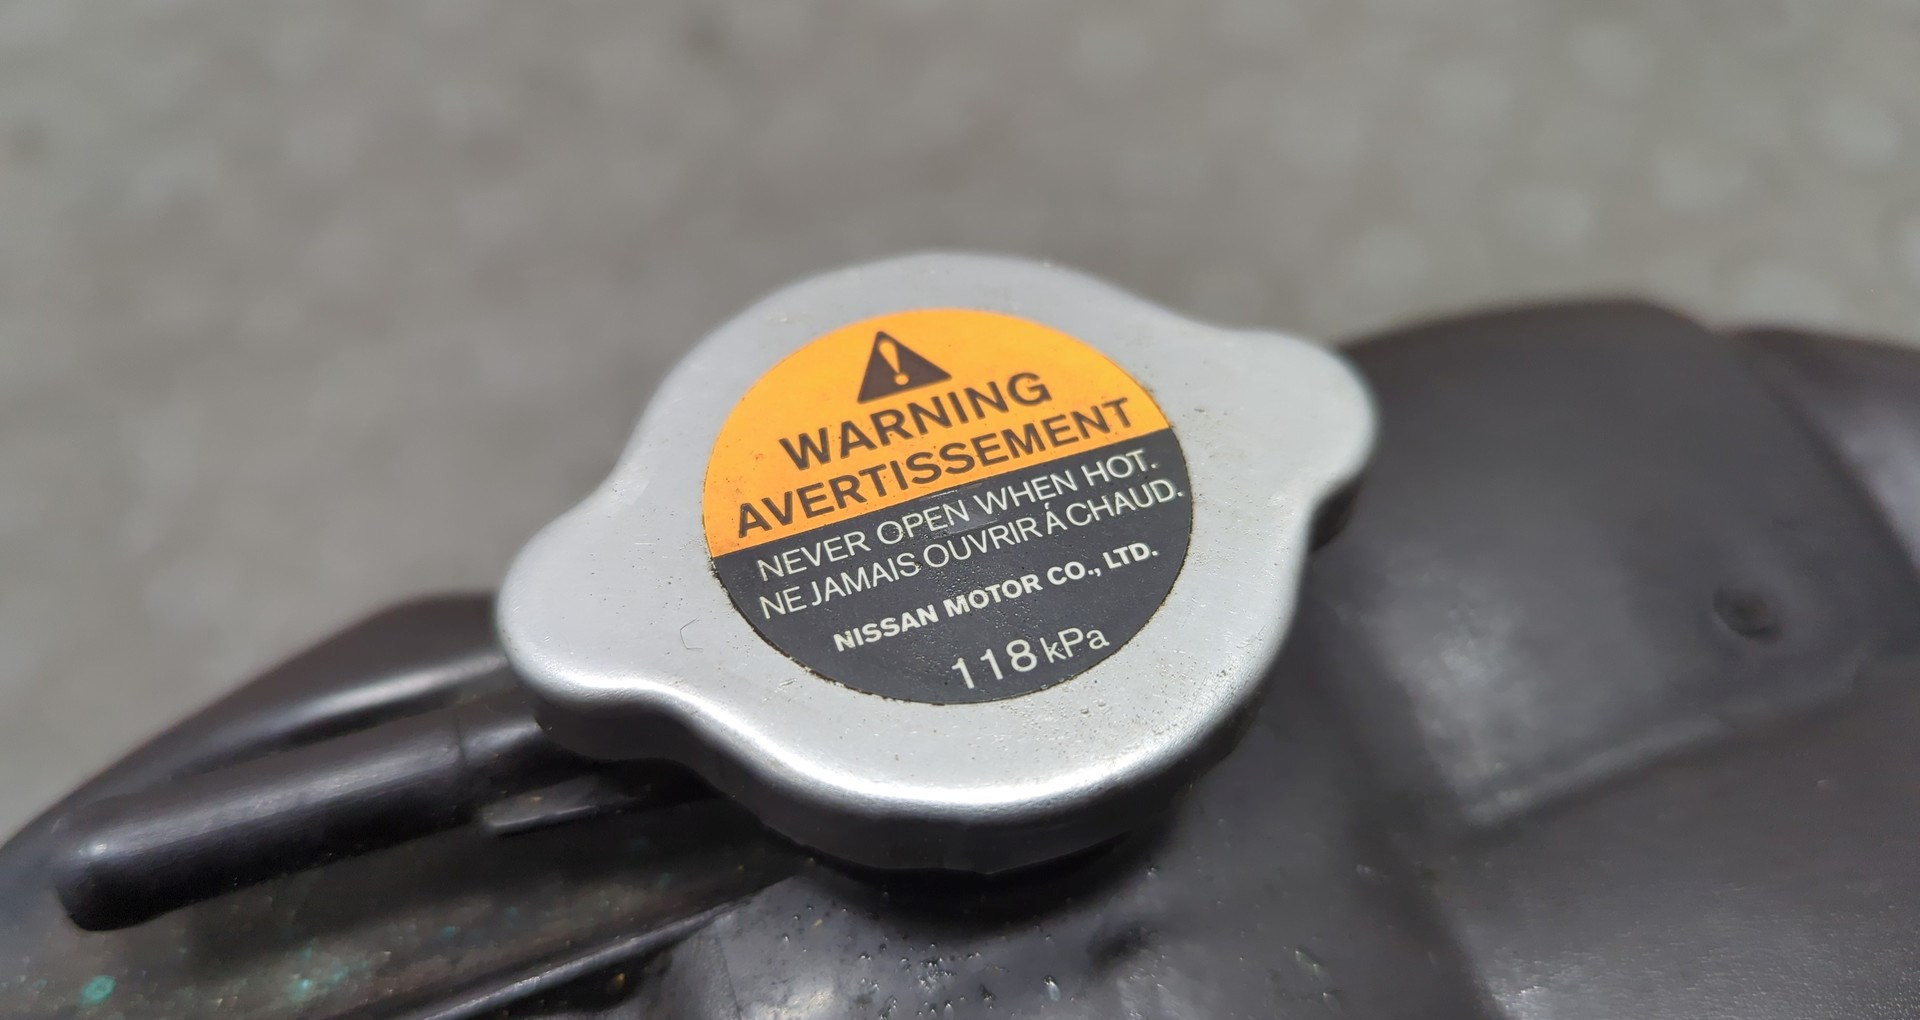 WARNING
AVERTISSEMENT
NEVER OPEN WHEN HOT.
NE JAMAIS OUVRIR Á CHAUD.
NISSAN MOTOR CO., LTD.
118 kPa